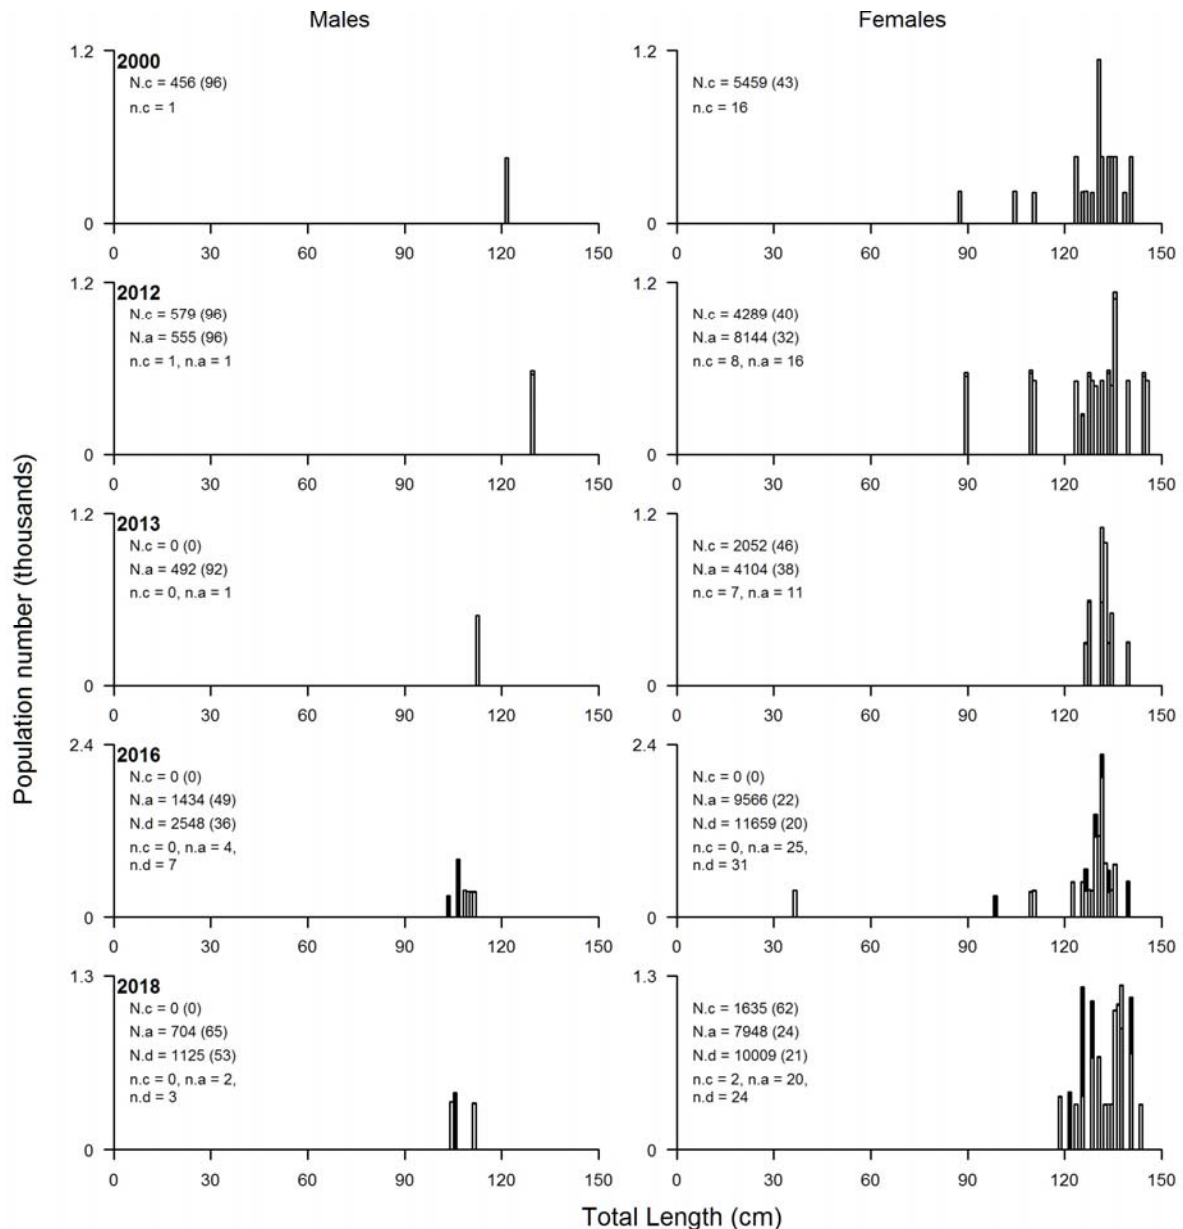 Males
Females
1.2
2000
N.c = 456 (96)
n.c = 1
0
0 30 60 90 120 150
1.2
N.c = 5459 (43)
n.c = 16
0
0 30 60 90 120 150
1.2
2012
N.c = 579 (96)
N.a = 555 (96)
n.c = 1, n.a = 1
0
0 30 60 90 120 150
1.2
N.c = 4289 (40)
N.a = 8144 (32)
n.c = 8, n.a = 16
0
0 30 60 90 120 150
1.2
2013
N.c = 0 (0)
N.a = 492 (92)
n.c = 0, n.a = 1
0
0 30 60 90 120 150
1.2
N.c = 2052 (46)
N.a = 4104 (38)
n.c = 7, n.a = 11
0
0 30 60 90 120 150
2.4
2016
N.c = 0 (0)
N.a = 1434 (49)
N.d = 2548 (36)
n.c = 0, n.a = 4,
n.d = 7
0
0 30 60 90 120 150
2.4
N.c = 0 (0)
N.a = 9566 (22)
N.d = 11659 (20)
n.c = 0, n.a = 25,
n.d = 31
0
0 30 60 90 120 150
1.3
2018
N.c = 0 (0)
N.a = 704 (65)
N.d = 1125 (53)
n.c = 0, n.a = 2,
n.d = 3
0
0 30 60 90 120 150
1.3
N.c = 1635 (62)
N.a = 7948 (24)
N.d = 10009 (21)
n.c = 2, n.a = 20,
n.d = 24
0
0 30 60 90 120 150
Population number (thousands)
Total Length (cm)